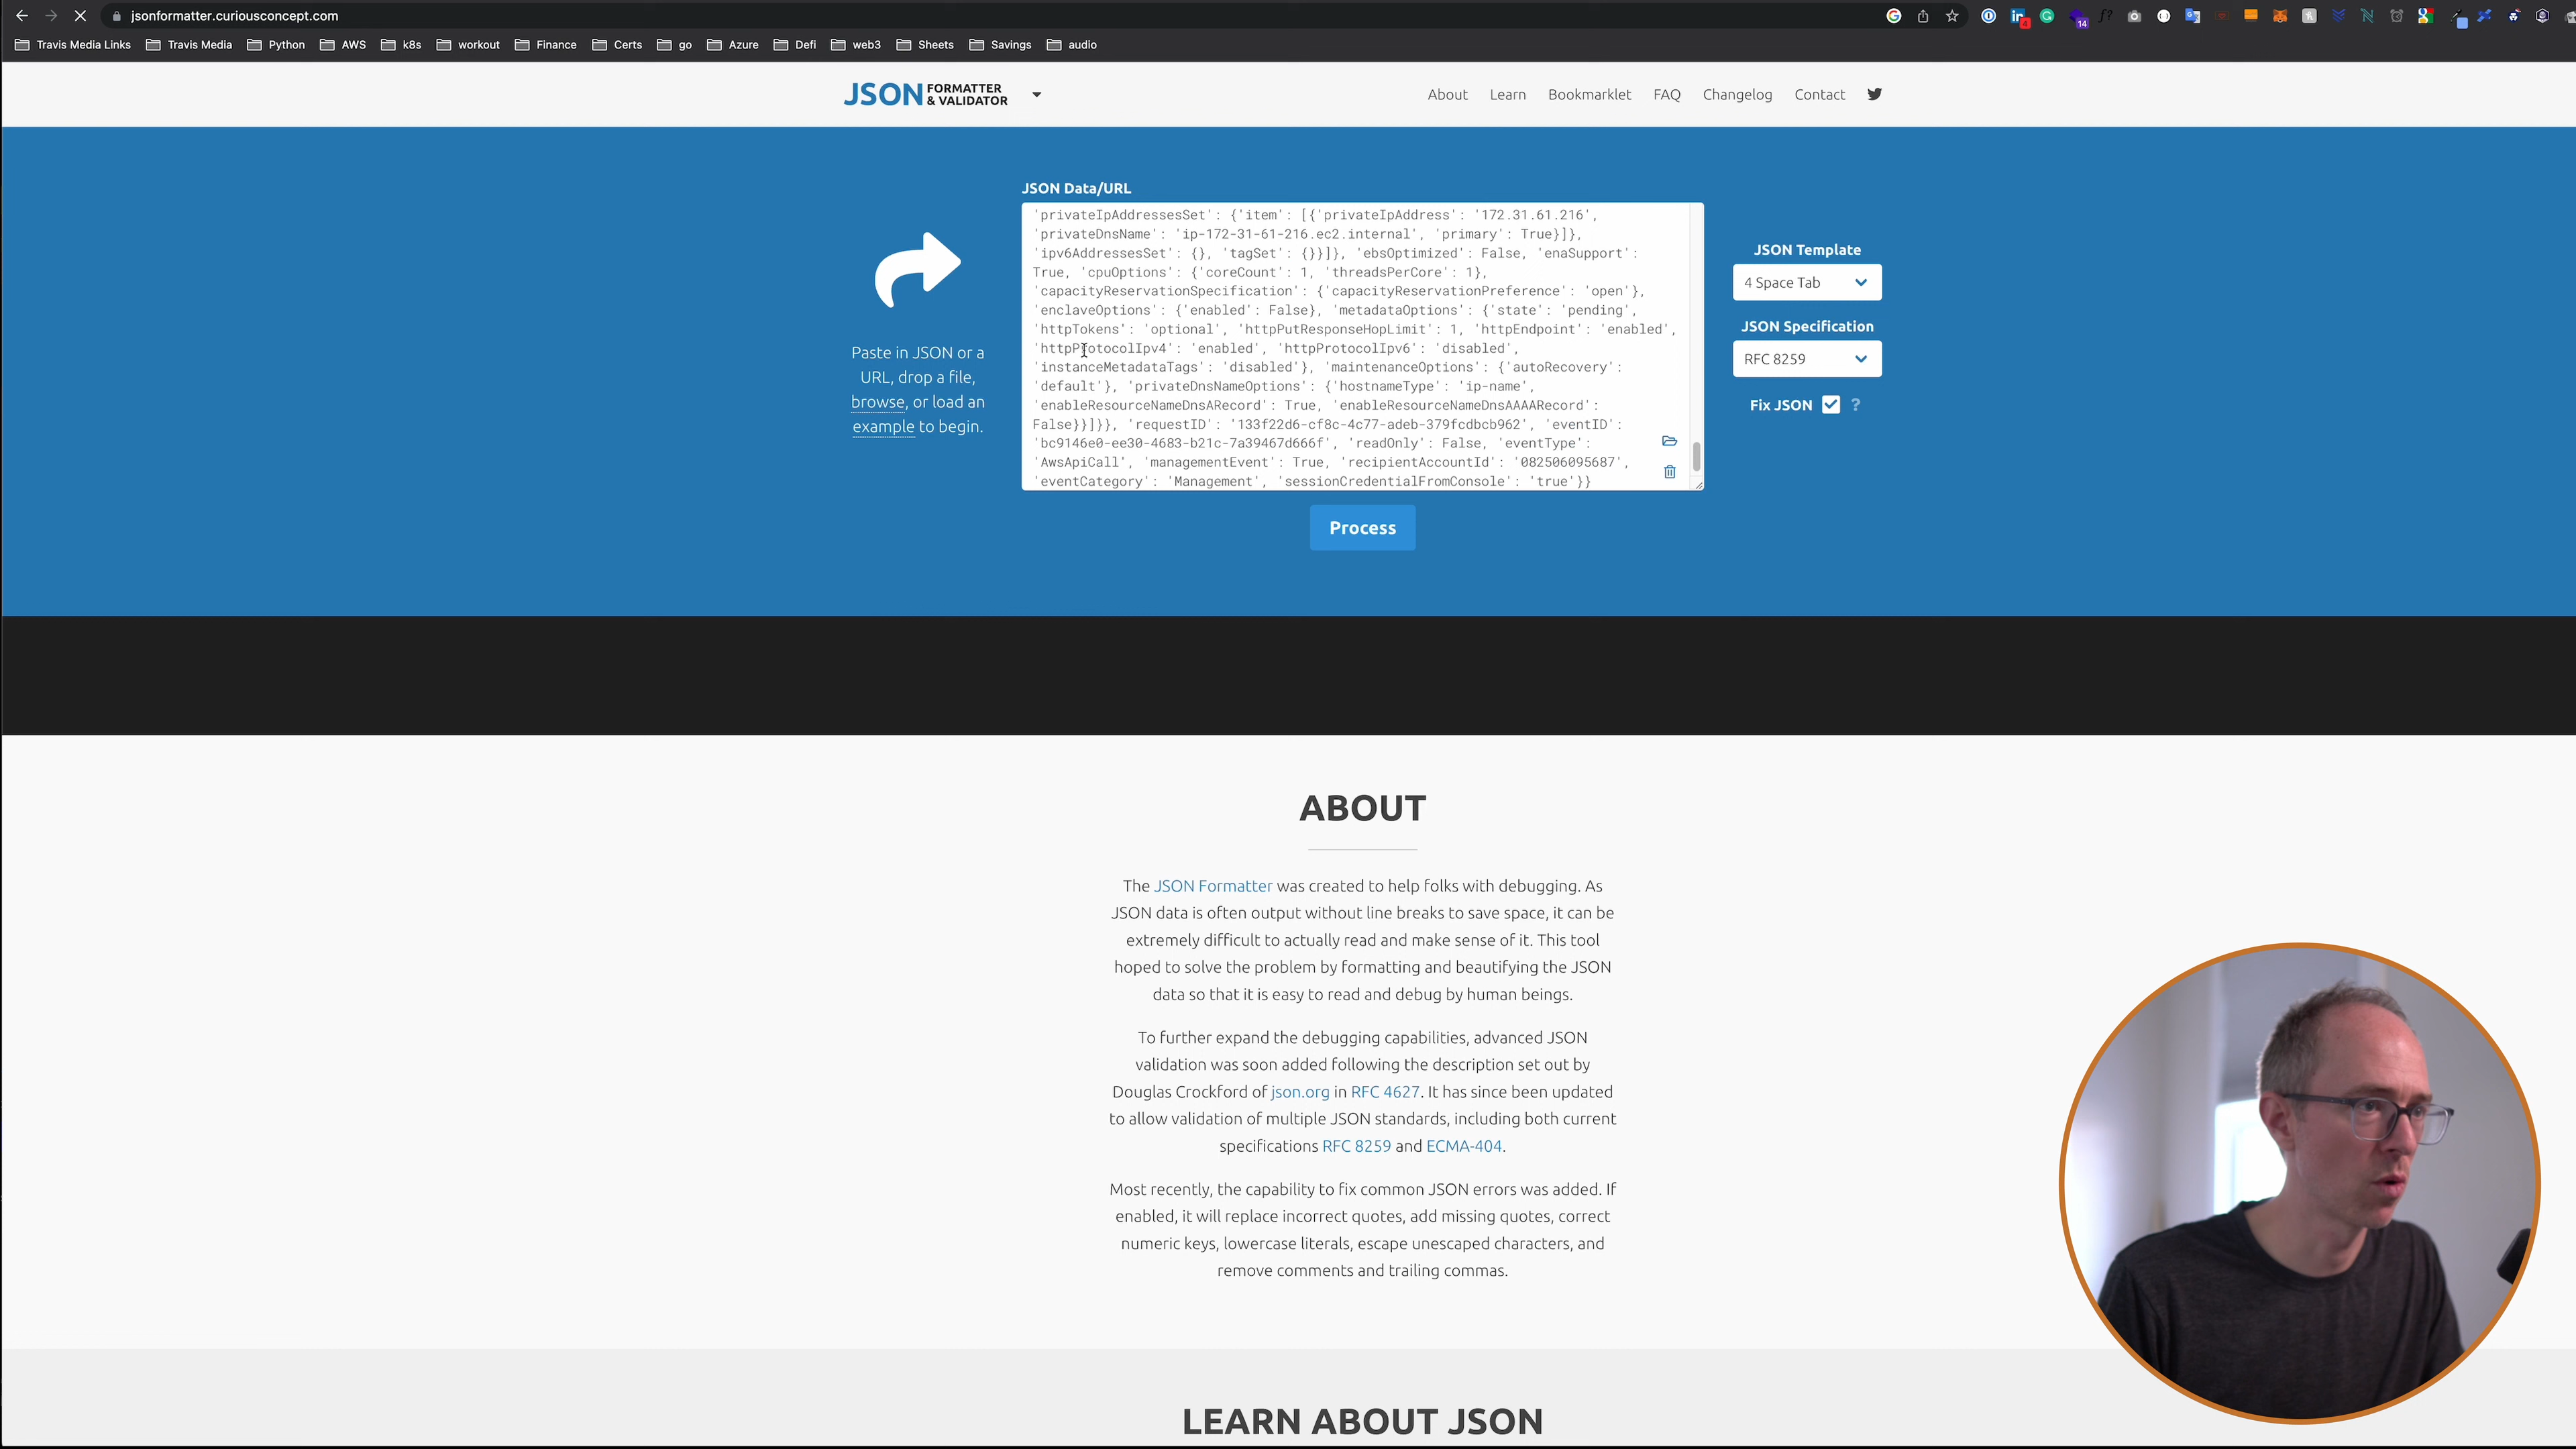 jsonformatter.curiousconcept.com
4
14
Travis Media Links
Travis Media
Python
AWS
k8s
workout
Finance
Certs
go
Azure
Defi
web3
Sheets
Savings
audio
JSON FORMATTER & VALIDATOR
About
Learn
Bookmarklet
FAQ
Changelog
Contact
Paste in JSON or a
URL, drop a file,
browse, or load an
example to begin.
JSON Data/URL
'privateIpAddressesSet': {'item': [{'privateIpAddress': '172.31.61.216',
'privateDnsName': 'ip-172-31-61-216.ec2.internal', 'primary': True}]},
'ipv6AddressesSet': {}, 'tagSet': {}}]}, 'ebsOptimized': False, 'enaSupport':
True, 'cpuOptions': {'coreCount': 1, 'threadsPerCore': 1},
'capacityReservationSpecification': {'capacityReservationPreference': 'open'},
'enclaveOptions': {'enabled': False}, 'metadataOptions': {'state': 'pending',
'httpTokens': 'optional', 'httpPutResponseHopLimit': 1, 'httpEndpoint': 'enabled',
'httpProtocolIpv4': 'enabled', 'httpProtocolIpv6': 'disabled',
'instanceMetadataTags': 'disabled'}, 'maintenanceOptions': {'autoRecovery':
'default'}, 'privateDnsNameOptions': {'hostnameType': 'ip-name',
'enableResourceNameDnsARecord': True, 'enableResourceNameDnsAAAARecord':
False}}]}}, 'requestID': '133f22d6-cf8c-4c77-adeb-379fcdbcb962', 'eventID':
'bc9146e0-ee30-4683-b21c-7a39467d666f', 'readOnly': False, 'eventType':
'AwsApiCall', 'managementEvent': True, 'recipientAccountId': '082506095687',
'eventCategory': 'Management', 'sessionCredentialFromConsole': 'true'}}
Process
JSON Template
4 Space Tab
JSON Specification
RFC 8259
Fix JSON ?
ABOUT
The JSON Formatter was created to help folks with debugging. As
JSON data is often output without line breaks to save space, it can be
extremely difficult to actually read and make sense of it. This tool
hoped to solve the problem by formatting and beautifying the JSON
data so that it is easy to read and debug by human beings.
To further expand the debugging capabilities, advanced JSON
validation was soon added following the description set out by
Douglas Crockford of json.org in RFC 4627. It has since been updated
to allow validation of multiple JSON standards, including both current
specifications RFC 8259 and ECMA-404.
Most recently, the capability to fix common JSON errors was added. If
enabled, it will replace incorrect quotes, add missing quotes, correct
numeric keys, lowercase literals, escape unescaped characters, and
remove comments and trailing commas.
LEARN ABOUT JSON